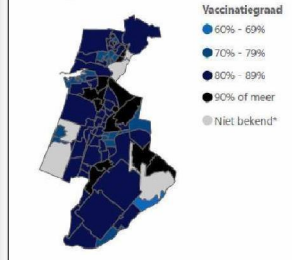 Vaccinatiegraad
60% - 69%
70% - 79%
80% - 89%
90% of meer
Niet bekend*